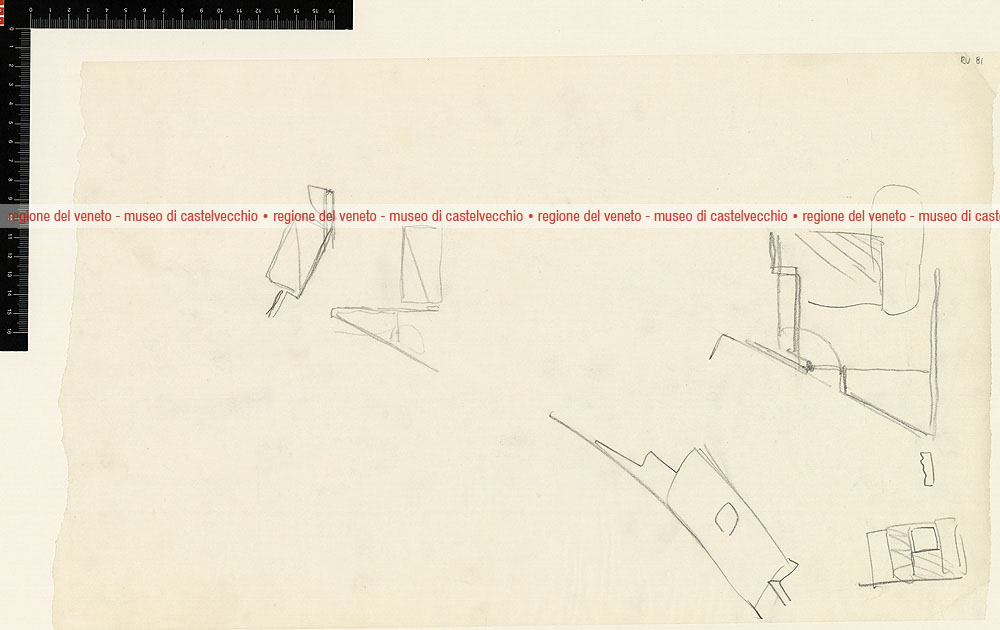 16 15 14 13 12 11 10 9 8 7 6 5 4 3 2 1 0
0 1 2 3 4 5 6 7 8 9 10 11 12 13 14 15 16
RV 81
regione del veneto - museo di castelvecchio • regione del veneto - museo di castelvecchio • regione del veneto - museo di castelvecchio • regione del veneto - museo di cast